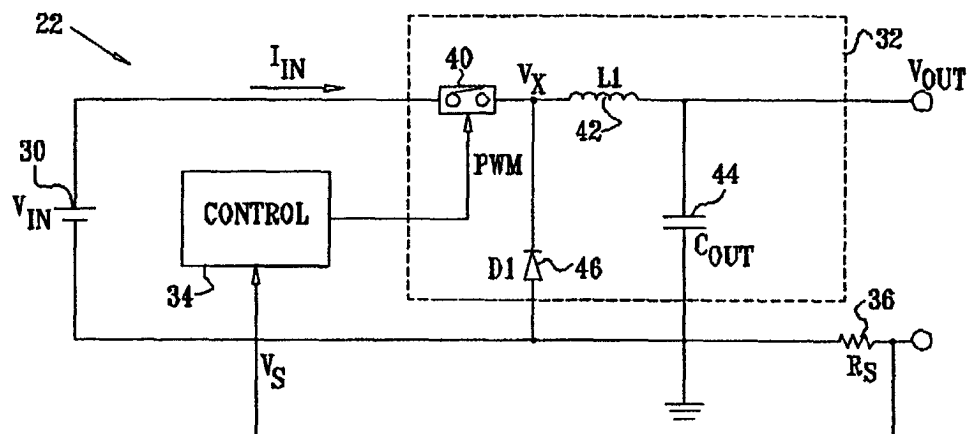 22
32
I_IN
40
V_X
L1
V_OUT
42
30
PWM
44
V_IN
CONTROL
C_OUT
D1
46
34
36
V_S
R_S